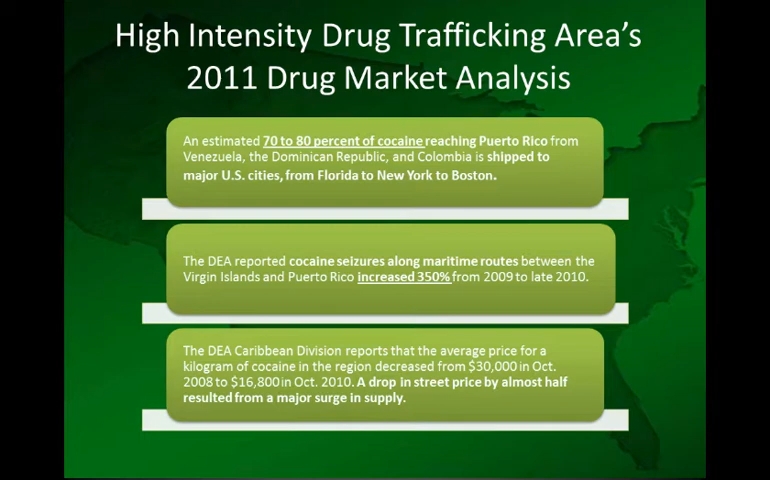 High Intensity Drug Trafficking Area's
2011 Drug Market Analysis
An estimated 70 to 80 percent of cocaine reaching Puerto Rico from
Venezuela, the Dominican Republic, and Colombia is shipped to
major U.S. cities, from Florida to New York to Boston.
The DEA reported cocaine seizures along maritime routes between the
Virgin Islands and Puerto Rico increased 350% from 2009 to late 2010.
The DEA Caribbean Division reports that the average price for a
kilogram of cocaine in the region decreased from $30,000 in Oct.
2008 to $16,800 in Oct. 2010. A drop in street price by almost half
resulted from a major surge in supply.